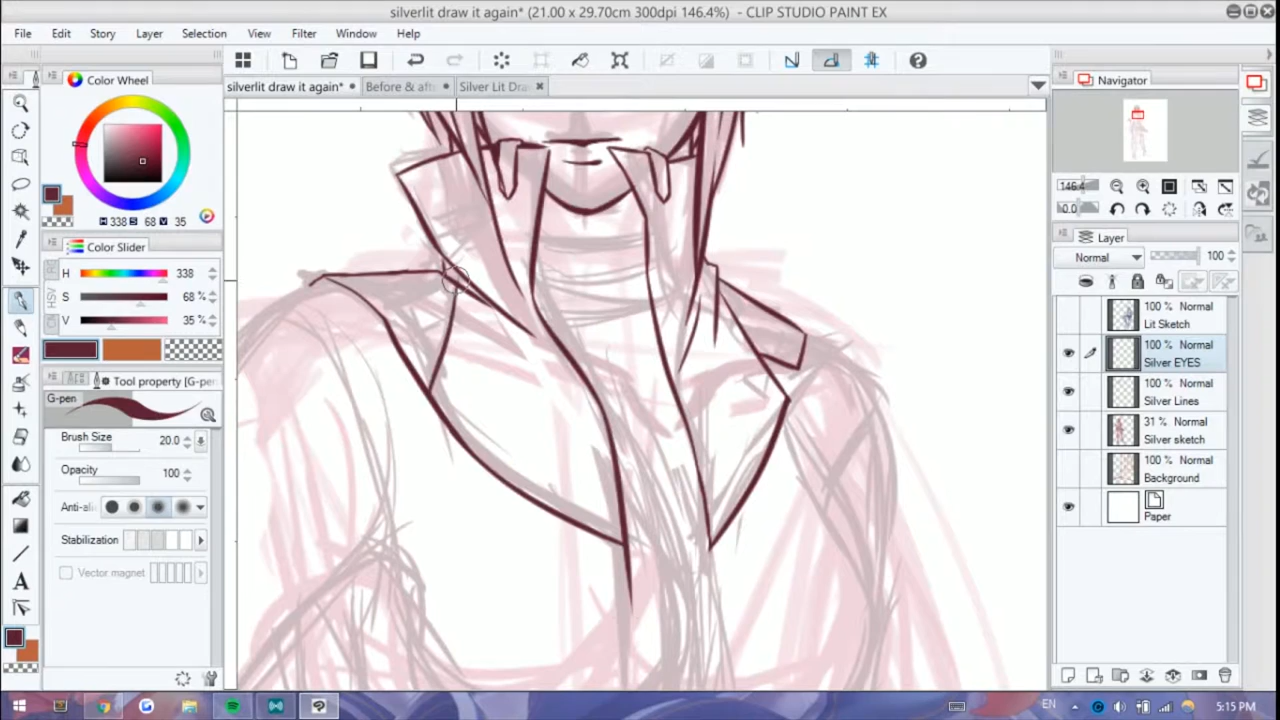 silverlit draw it again* (21.00 x 29.70cm 300dpi 146.4%) - CLIP STUDIO PAINT EX
File Edit Story Layer Selection View Filter Window Help
silverlit draw it again* Before & aft Silver Lit Dra
Color Wheel
H 338 S 68 V 35
Color Slider
HSV
H 338
S 68 %
V 35 %
Tool property [G-pen]
G-pen
Brush Size 20.0
Opacity 100
Anti-ali
Stabilization
Vector magnet
Navigator
146.4
0.0
Layer
Normal 100
100 % Normal
Lit Sketch
100 % Normal
Silver EYES
100 % Normal
Silver Lines
31 % Normal
Silver sketch
100 % Normal
Background
Paper
EN 5:15 PM